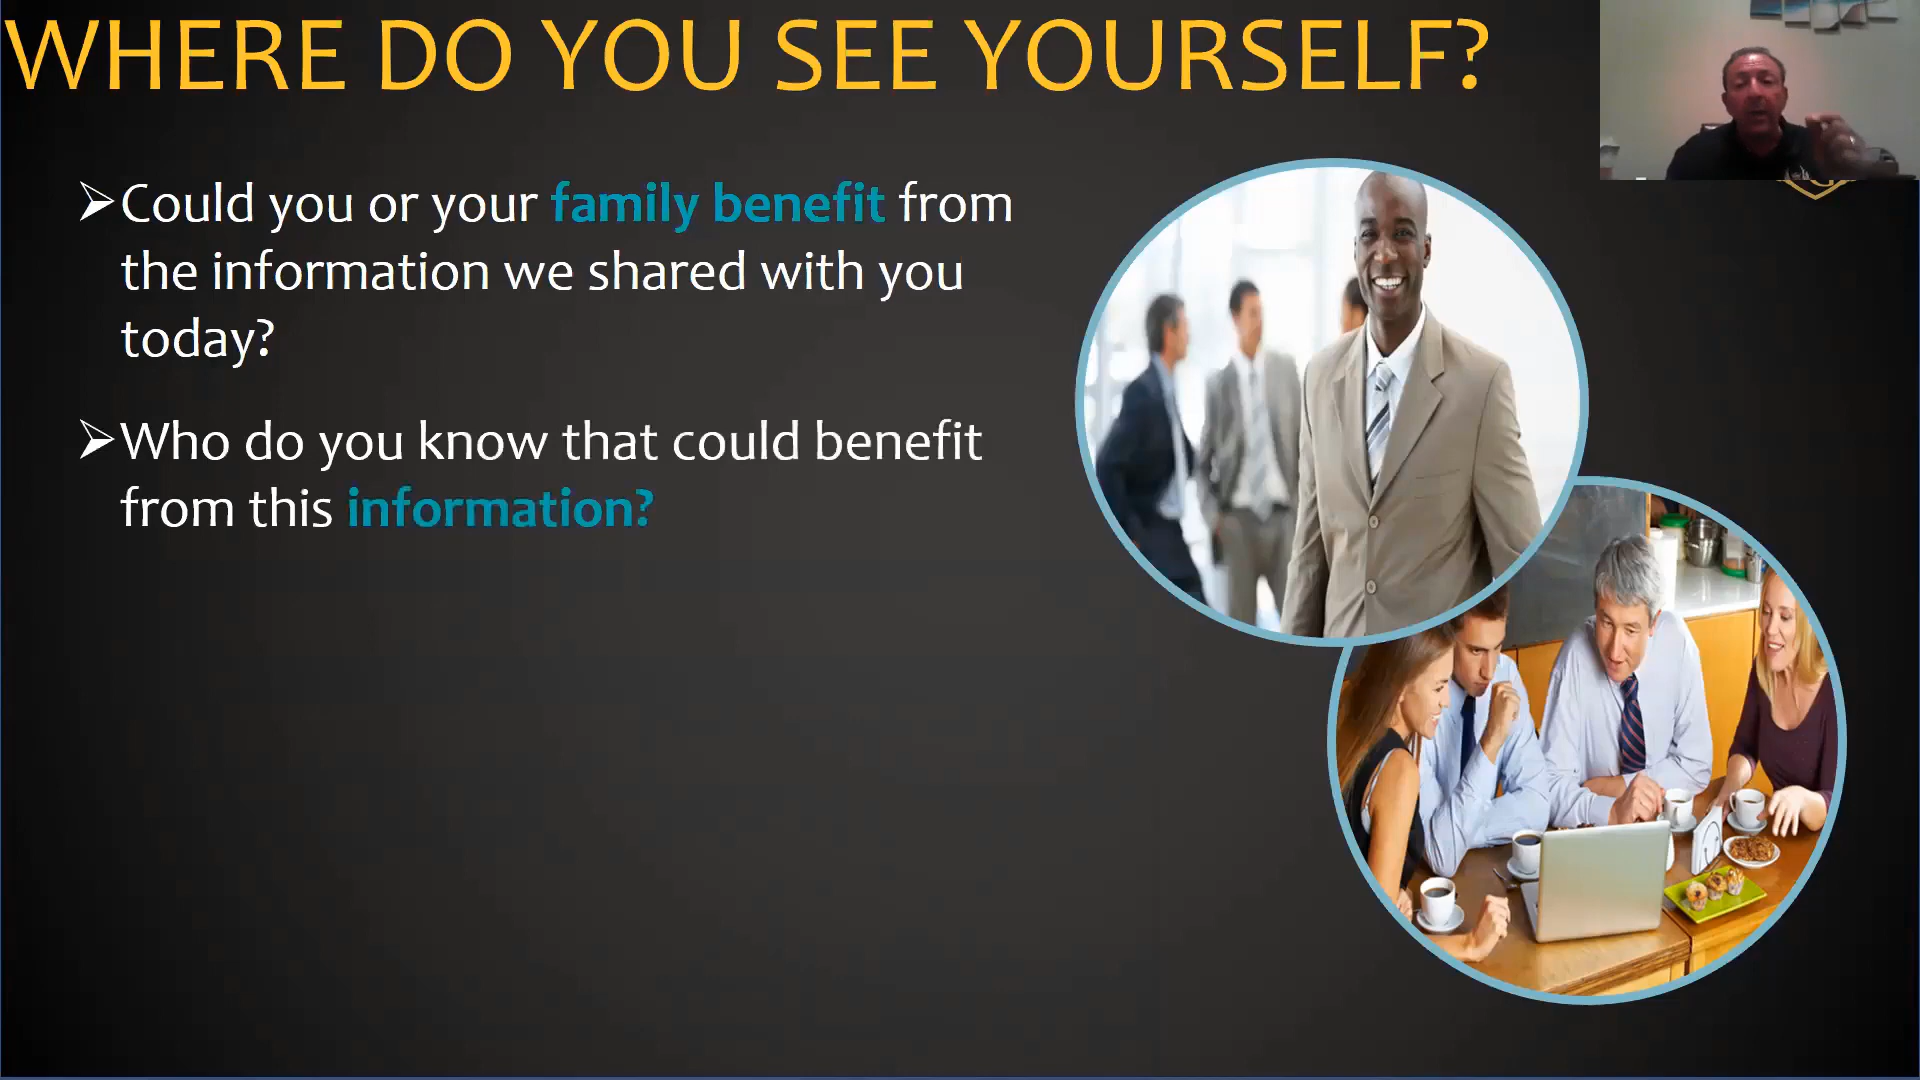 WHERE DO YOU SEE YOURSELF?
Could you or your family benefit from
the information we shared with you
today?
Who do you know that could benefit
from this information?